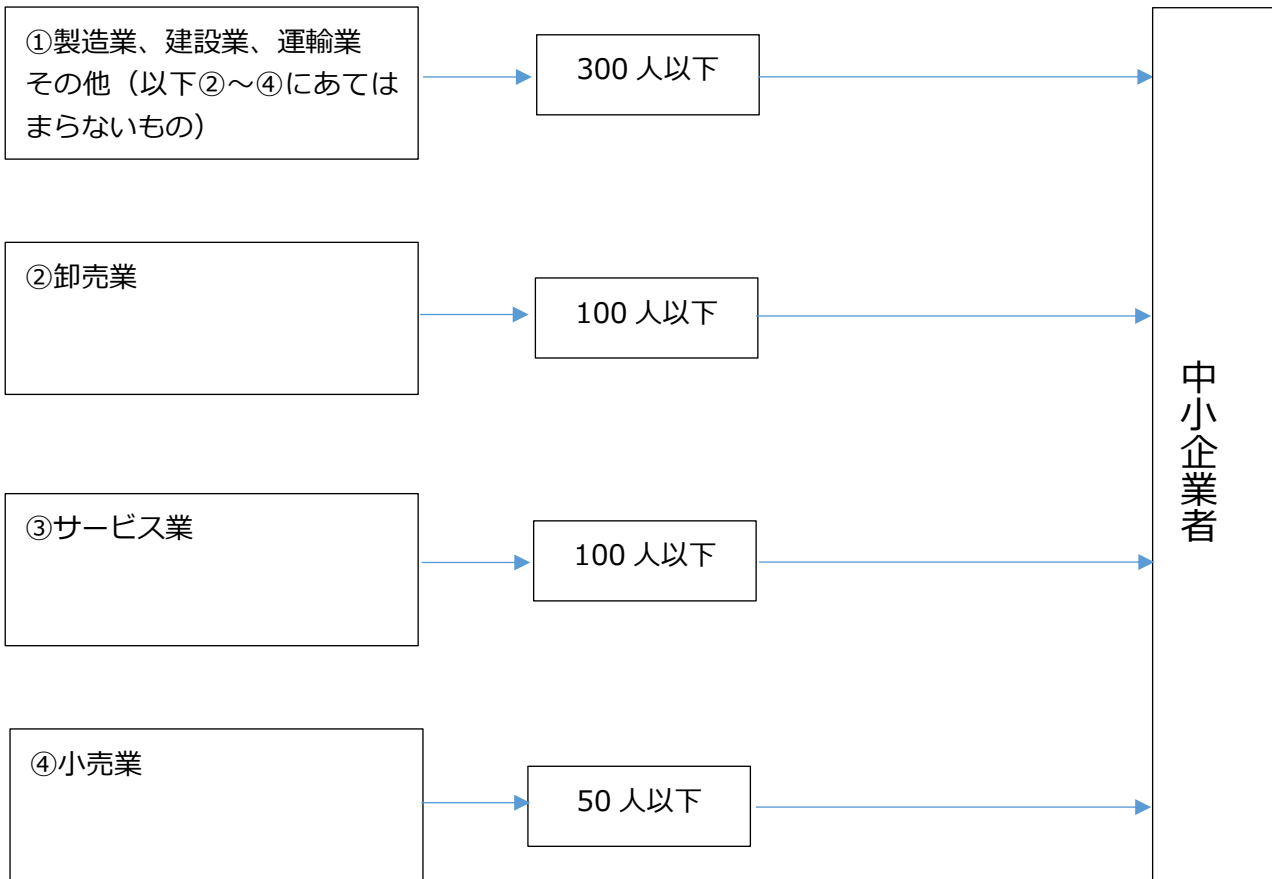 ①製造業、建設業、運輸業
その他（以下②～④にあては
まらないもの）
300 人以下
②卸売業
100 人以下
③サービス業
100 人以下
④小売業
50 人以下
中小企業者